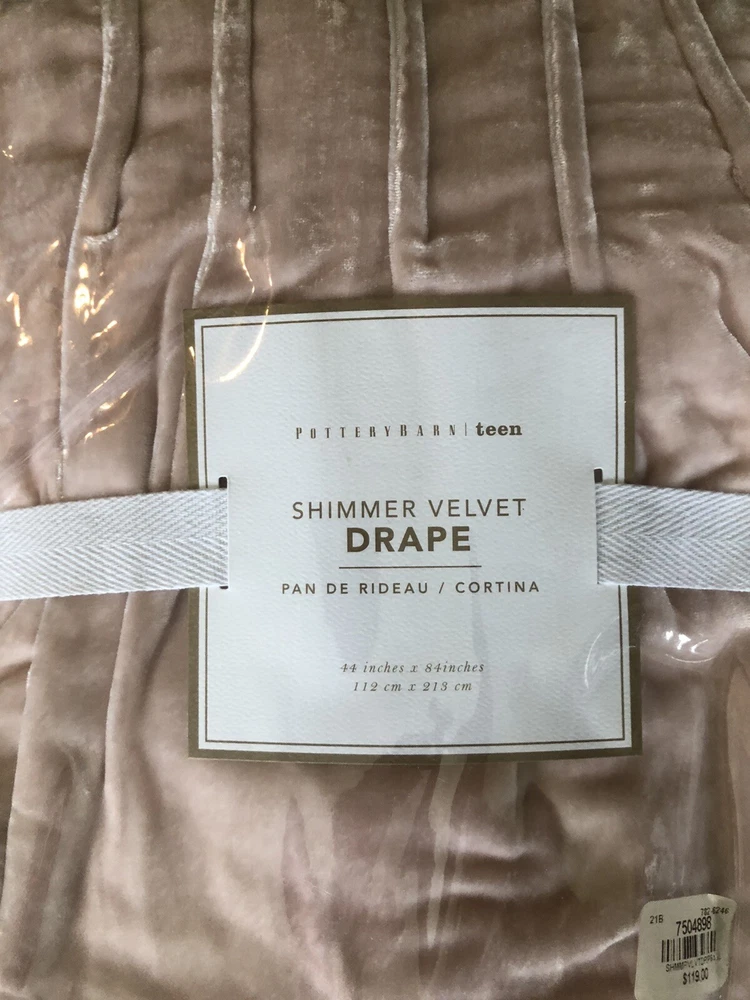 POTTERYBARN | teen
SHIMMER VELVET
DRAPE
PAN DE RIDEAU / CORTINA
44 inches x 84inches
112 cm x 213 cm
21B
7504898
$119.00